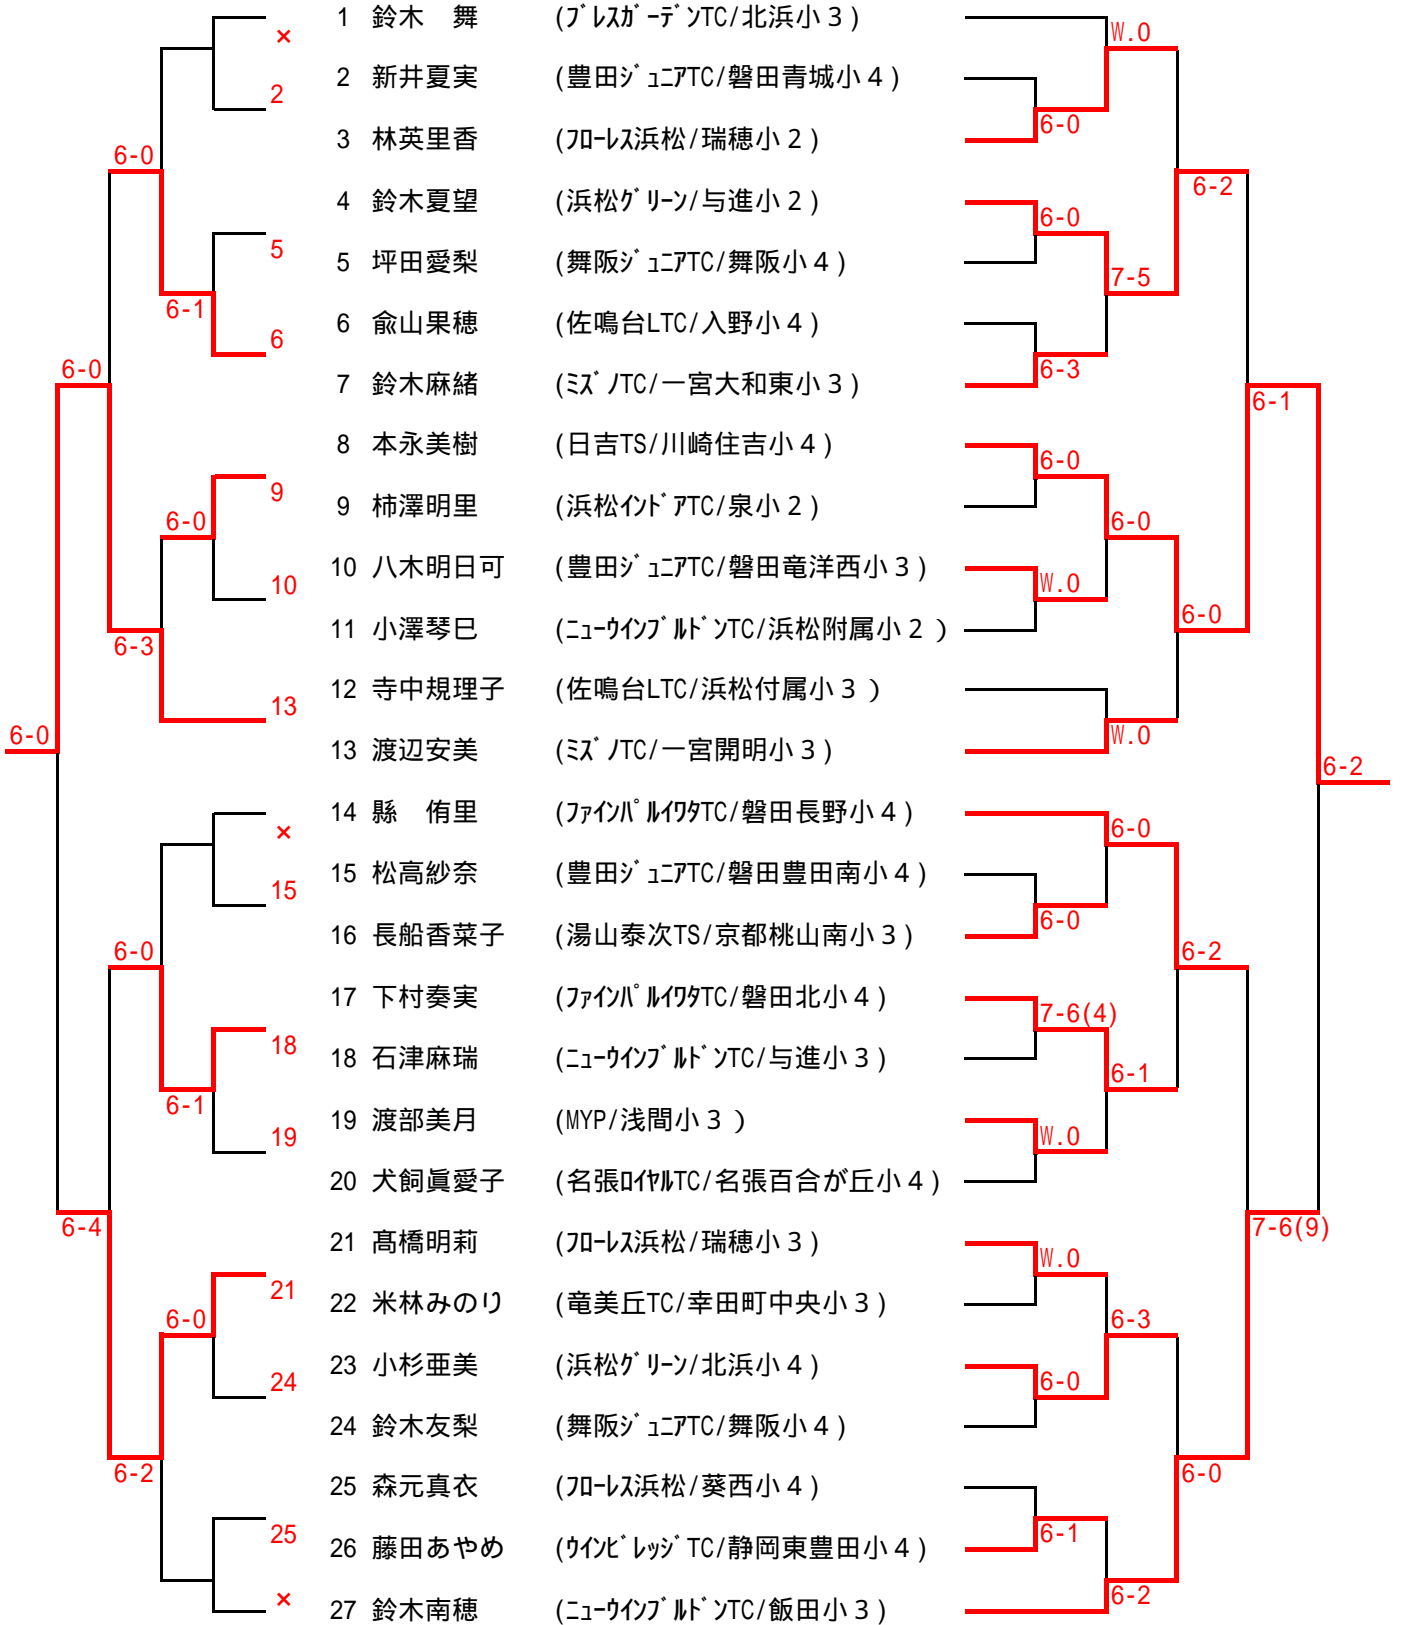 1 鈴木　舞 (ﾌﾞﾚｽｶﾞｰﾃﾞﾝTC/北浜小３) W.O
×
2 新井夏実 (豊田ｼﾞｭﾆｱTC/磐田青城小４)
2
6-0
3 林英里香 (ﾌﾛｰﾚｽ浜松/瑞穂小２)
6-0
6-2
4 鈴木夏望 (浜松ｸﾞﾘｰﾝ/与進小２)
6-0
5
5 坪田愛梨 (舞阪ｼﾞｭﾆｱTC/舞阪小４)
7-5
6-1
6 兪山果穂 (佐鳴台LTC/入野小４)
6
6-0
6-3
7 鈴木麻緒 (ﾐｽﾞﾉTC/一宮大和東小３)
6-1
8 本永美樹 (日吉TS/川崎住吉小４)
6-0
9
9 柿澤明里 (浜松ｲﾝﾄﾞｱTC/泉小２)
6-0
6-0
10 八木明日可 (豊田ｼﾞｭﾆｱTC/磐田竜洋西小３)
10
W.O
6-0
11 小澤琴巳 (ﾆｭｰｳｲﾝﾌﾞﾙﾄﾞﾝTC/浜松附属小２)
6-3
12 寺中規理子 (佐鳴台LTC/浜松付属小３)
13
6-0
W.O
13 渡辺安美 (ﾐｽﾞﾉTC/一宮開明小３)
6-2
14 縣　侑里 (ﾌｧｲﾝﾊﾟﾙｲﾜﾀTC/磐田長野小４)
×
6-0
15 松高紗奈 (豊田ｼﾞｭﾆｱTC/磐田豊田南小４)
15
6-0
16 長船香菜子 (湯山泰次TS/京都桃山南小３)
6-0
6-2
17 下村奏実 (ﾌｧｲﾝﾊﾟﾙｲﾜﾀTC/磐田北小４)
7-6(4)
18
18 石津麻瑞 (ﾆｭｰｳｲﾝﾌﾞﾙﾄﾞﾝTC/与進小３)
6-1
6-1
19 渡部美月 (MYP/浅間小３)
19
W.O
20 犬飼眞愛子 (名張ﾛｲﾔﾙTC/名張百合が丘小４)
6-4
7-6(9)
21 髙橋明莉 (ﾌﾛｰﾚｽ浜松/瑞穂小３)
W.O
21
22 米林みのり (竜美丘TC/幸田町中央小３)
6-0
6-3
23 小杉亜美 (浜松ｸﾞﾘｰﾝ/北浜小４)
24
6-0
24 鈴木友梨 (舞阪ｼﾞｭﾆｱTC/舞阪小４)
6-2
6-0
25 森元真衣 (ﾌﾛｰﾚｽ浜松/葵西小４)
25
6-1
26 藤田あやめ (ｳｲﾝﾋﾞﾚｯｼﾞTC/静岡東豊田小４)
×
6-2
27 鈴木南穂 (ﾆｭｰｳｲﾝﾌﾞﾙﾄﾞﾝTC/飯田小３)